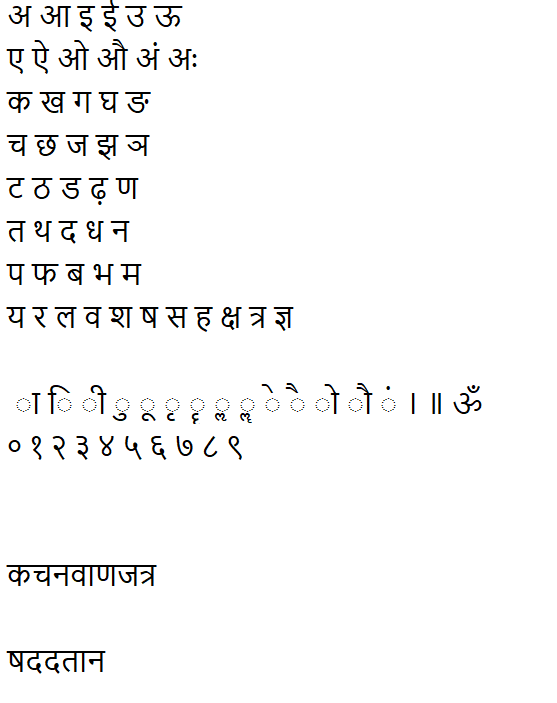 अ आ इ ई उ ऊ
ए ऐ ओ औ अं अः
क ख ग घ ङ
च छ ज झ ञ
ट ठ ड ढ़ ण
त थ द ध न
प फ ब भ म
य र ल व श ष स ह क्ष त्र ज्ञ
ा ि ी ु ू ृ ॄ ॢ ॣ े ै ो ौ ं । ॥ ॐ
० १ २ ३ ४ ५ ६ ७ ८ ९
कचनवाणजत्र
षददतान